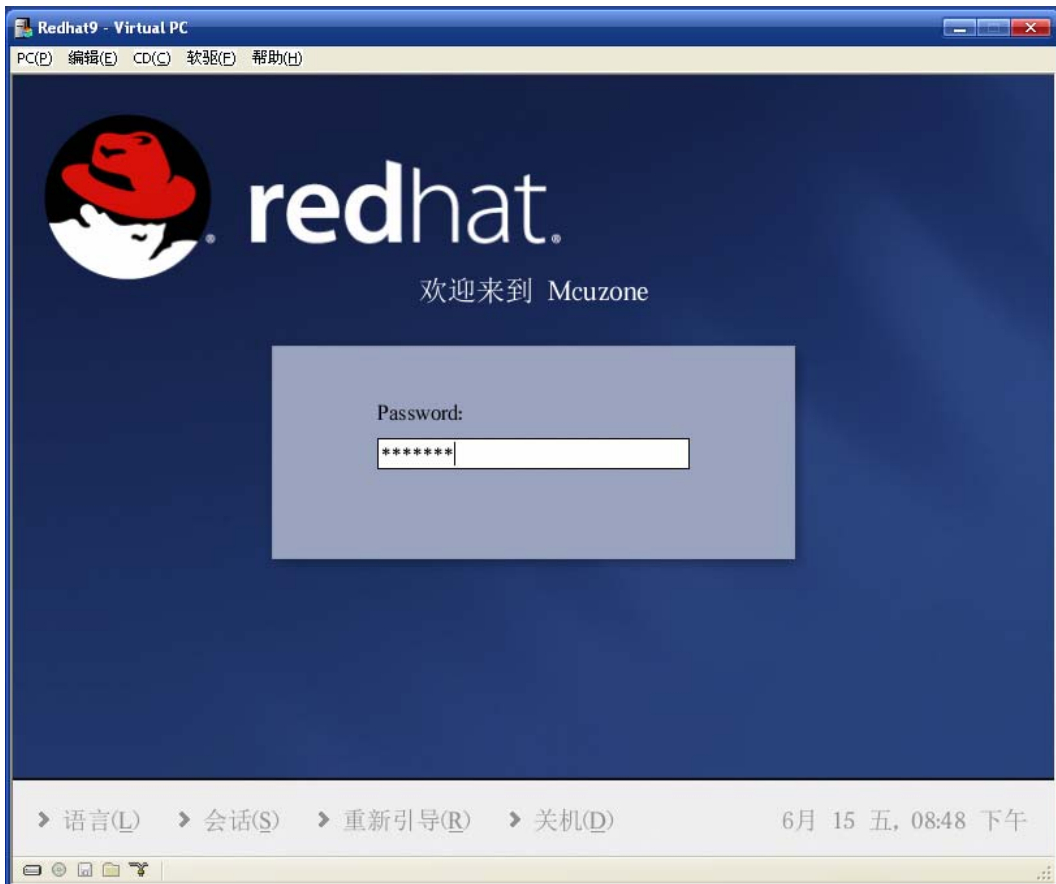 Redhat9 - Virtual PC
PC(P) 编辑(E) CD(C) 软驱(F) 帮助(H)
redhat.
欢迎来到 Mcuzone
Password:
*******
语言(L) 会话(S) 重新引导(R) 关机(D) 6月 15 五, 08:48 下午